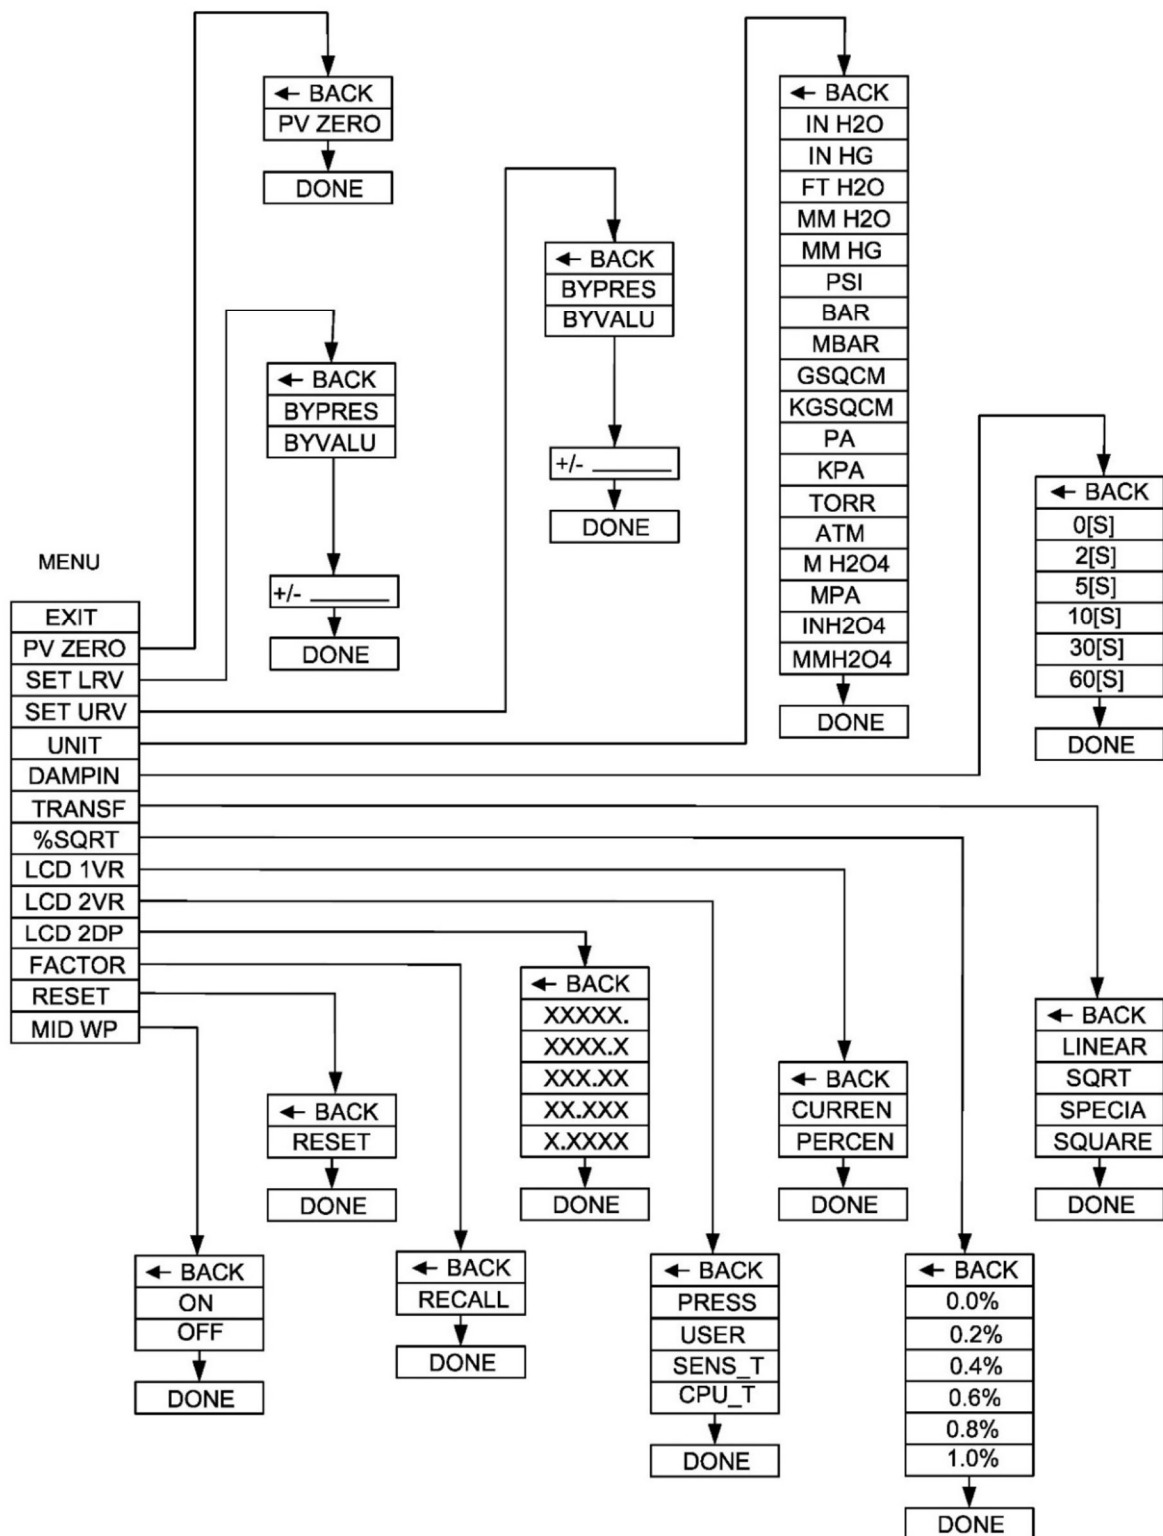 ← BACK
PV ZERO
DONE
← BACK
IN H2O
IN HG
FT H2O
MM H2O
MM HG
PSI
BAR
MBAR
GSQCM
KGSQCM
PA
KPA
TORR
ATM
M H2O4
MPA
INH2O4
MMH2O4
DONE
← BACK
BYPRES
BYVALU
+/- ______
DONE
← BACK
BYPRES
BYVALU
+/- ______
DONE
← BACK
0[S]
2[S]
5[S]
10[S]
30[S]
60[S]
DONE
MENU
EXIT
PV ZERO
SET LRV
SET URV
UNIT
DAMPIN
TRANSF
%SQRT
LCD 1VR
LCD 2VR
LCD 2DP
FACTOR
RESET
MID WP
← BACK
XXXXX.
XXXX.X
XXX.XX
XX.XXX
X.XXXX
DONE
← BACK
LINEAR
SQRT
SPECIA
SQUARE
DONE
← BACK
CURREN
PERCEN
DONE
← BACK
RESET
DONE
← BACK
ON
OFF
DONE
← BACK
RECALL
DONE
← BACK
PRESS
USER
SENS_T
CPU_T
DONE
← BACK
0.0%
0.2%
0.4%
0.6%
0.8%
1.0%
DONE